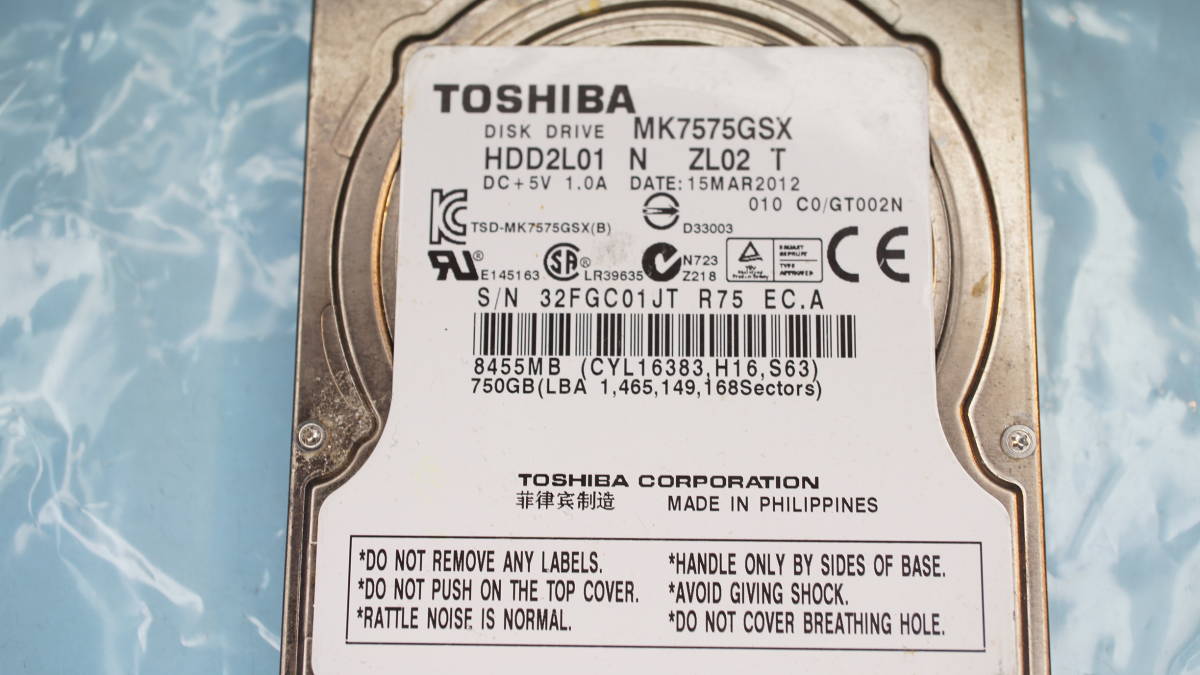 TOSHIBA
DISK DRIVE MK7575GSX
HDD2L01 N ZL02 T
DC+5V 1.0A DATE:15MAR2012
010 C0/GT002N
TSD-MK7575GSX(B) D33003
E145163 SA® LR39635 N723
Z218
TYPE APPROVED
CE
S/N 32FGC01JT R75 EC.A
8455MB (CYL16383,H16,S63)
750GB(LBA 1,465,149,168Sectors)
TOSHIBA CORPORATION
菲律宾制造 MADE IN PHILIPPINES
*DO NOT REMOVE ANY LABELS. *HANDLE ONLY BY SIDES OF BASE.
*DO NOT PUSH ON THE TOP COVER. *AVOID GIVING SHOCK.
*RATTLE NOISE IS NORMAL. *DO NOT COVER BREATHING HOLE.